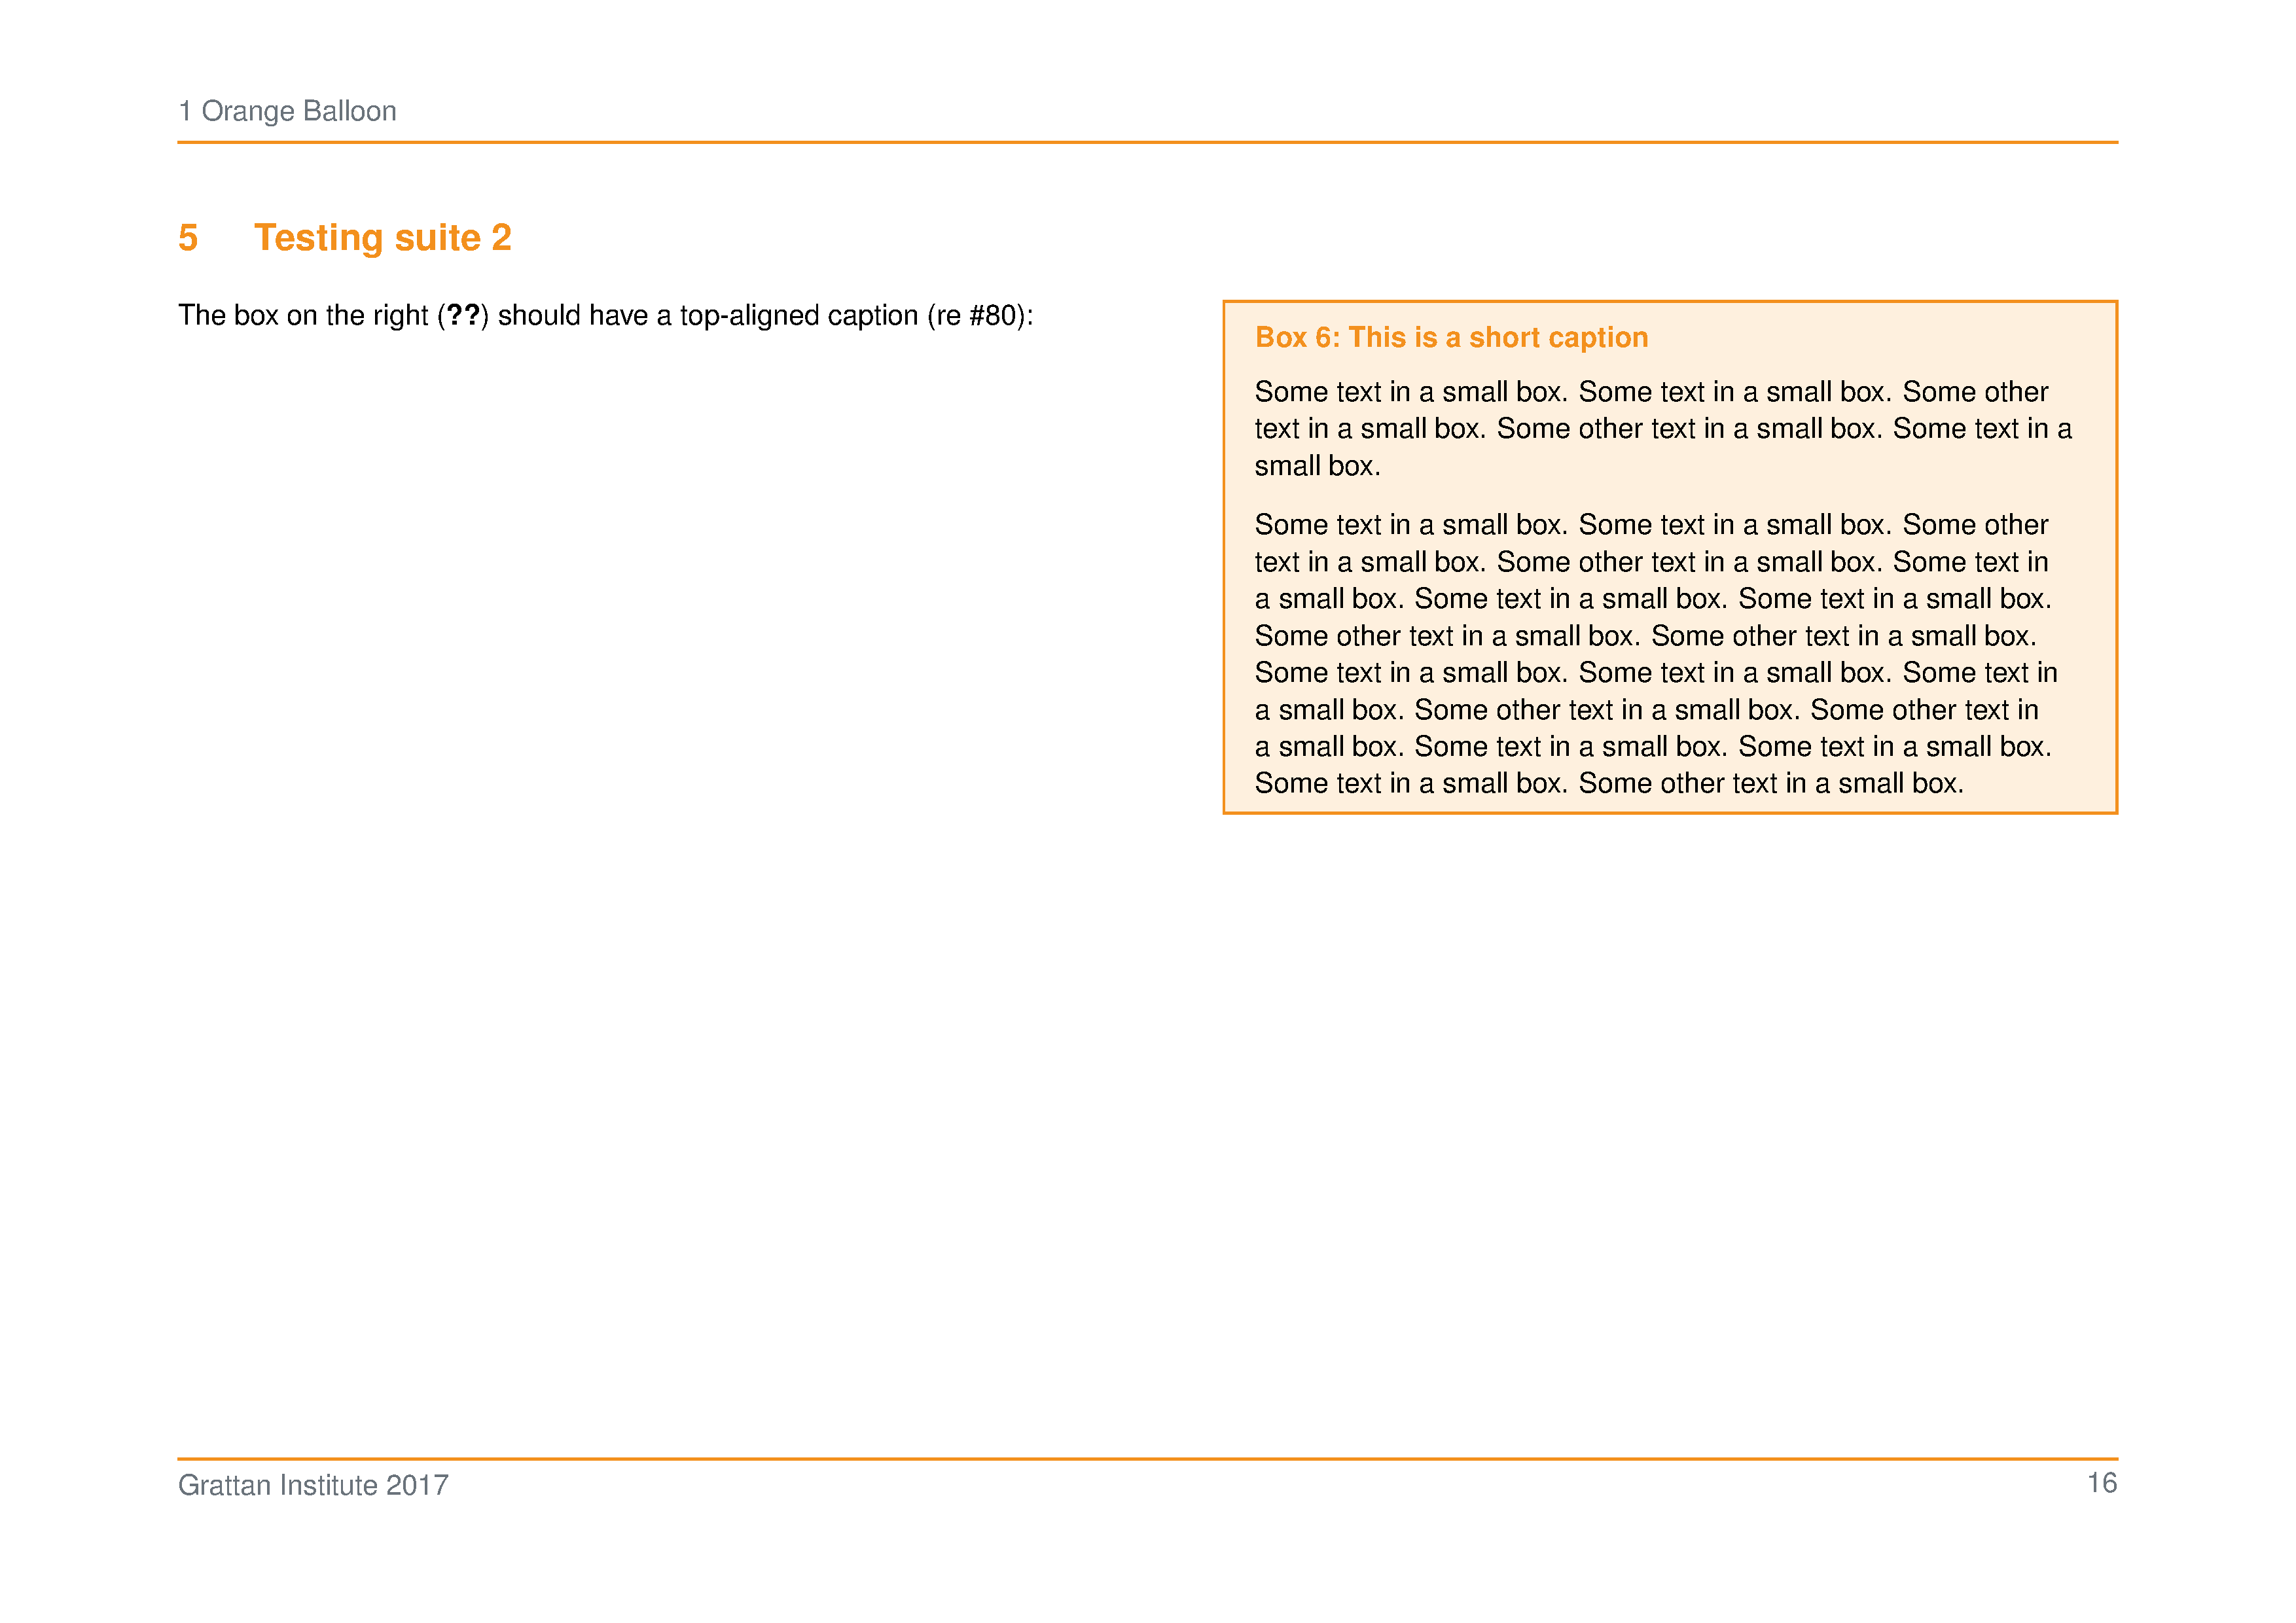 1 Orange Balloon
5 Testing suite 2
The box on the right (??) should have a top-aligned caption (re #80):
Box 6: This is a short caption
Some text in a small box. Some text in a small box. Some other
text in a small box. Some other text in a small box. Some text in a
small box.
Some text in a small box. Some text in a small box. Some other
text in a small box. Some other text in a small box. Some text in
a small box. Some text in a small box. Some text in a small box.
Some other text in a small box. Some other text in a small box.
Some text in a small box. Some text in a small box. Some text in
a small box. Some other text in a small box. Some other text in
a small box. Some text in a small box. Some text in a small box.
Some text in a small box. Some other text in a small box.
Grattan Institute 2017
16